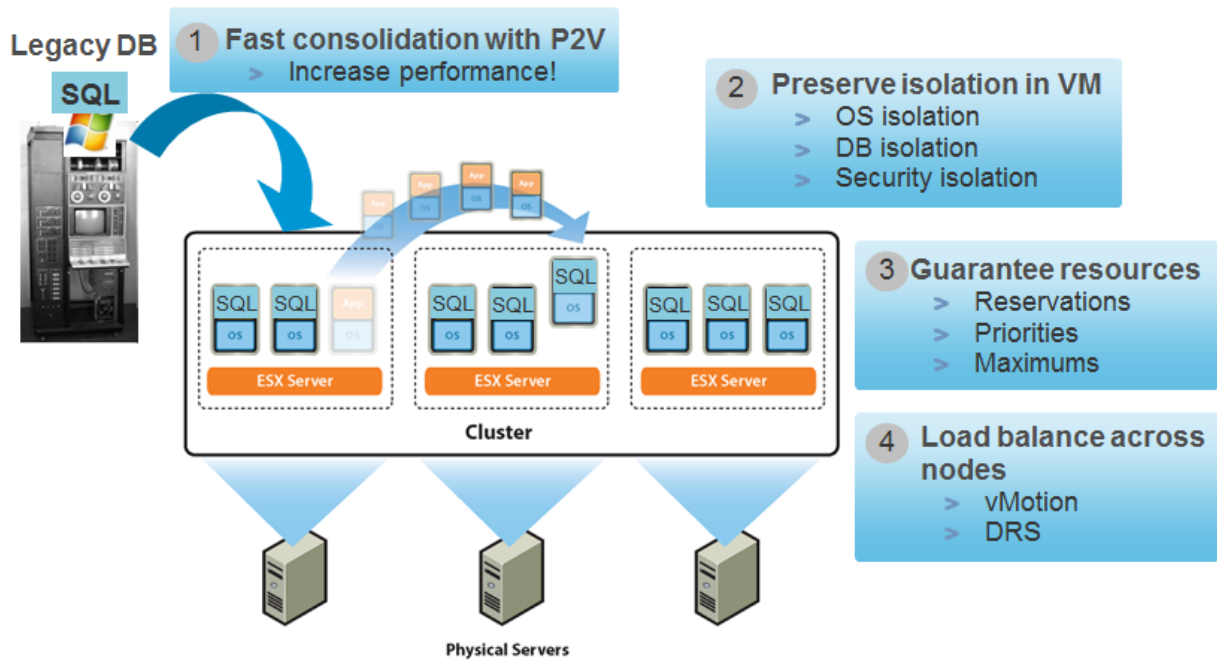 Legacy DB
SQL
1 Fast consolidation with P2V
> Increase performance!
2 Preserve isolation in VM
> OS isolation
> DB isolation
> Security isolation
App
OS
App
OS
App
OS
App
OS
SQL
OS
SQL
OS
App
OS
ESX Server
SQL
OS
SQL
OS
SQL
OS
ESX Server
SQL
OS
SQL
OS
SQL
OS
ESX Server
Cluster
3 Guarantee resources
> Reservations
> Priorities
> Maximums
4 Load balance across
nodes
> vMotion
> DRS
Physical Servers